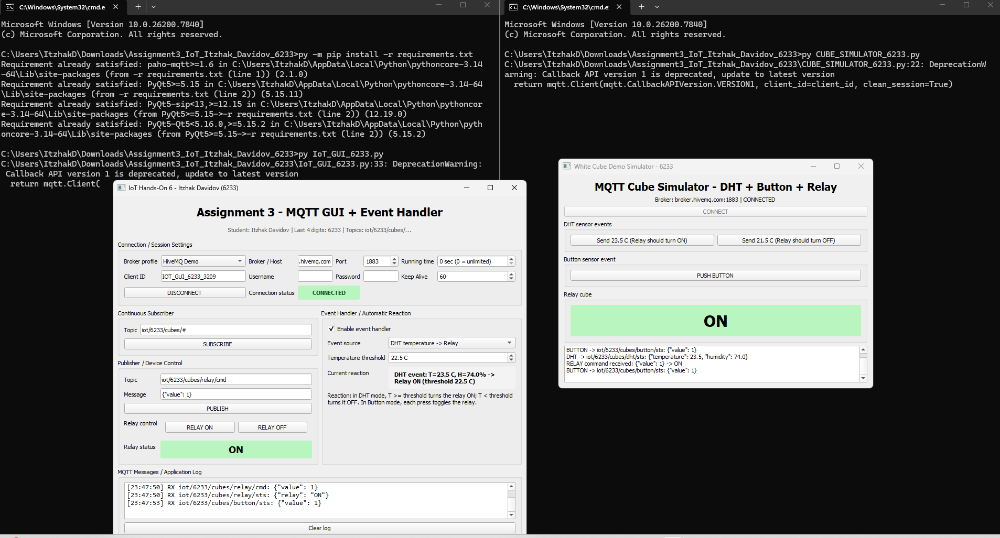 C:\Windows\System32\cmd.e
Microsoft Windows [Version 10.0.26200.7840]
(c) Microsoft Corporation. All rights reserved.
C:\Users\ItzhakD\Downloads\Assignment3_IoT_Itzhak_Davidov_6233>py -m pip install -r requirements.txt
Requirement already satisfied: paho-mqtt>=1.6 in C:\Users\ItzhakD\AppData\Local\Python\pythoncore-3.14
-64\Lib\site-packages (from -r requirements.txt (line 1)) (2.1.0)
Requirement already satisfied: PyQt5>=5.15 in C:\Users\ItzhakD\AppData\Local\Python\pythoncore-3.14-64
\Lib\site-packages (from -r requirements.txt (line 2)) (5.15.11)
Requirement already satisfied: PyQt5-sip<13,>=12.15 in C:\Users\ItzhakD\AppData\Local\Python\pythoncor
e-3.14-64\Lib\site-packages (from PyQt5>=5.15->-r requirements.txt (line 2)) (12.19.0)
Requirement already satisfied: PyQt5-Qt5<5.16.0,>=5.15.2 in C:\Users\ItzhakD\AppData\Local\Python\pyth
oncore-3.14-64\Lib\site-packages (from PyQt5>=5.15->-r requirements.txt (line 2)) (5.15.2)
C:\Users\ItzhakD\Downloads\Assignment3_IoT_Itzhak_Davidov_6233>py IoT_GUI_6233.py
C:\Users\ItzhakD\Downloads\Assignment3_IoT_Itzhak_Davidov_6233\IoT_GUI_6233.py:33: DeprecationWarning:
Callback API version 1 is deprecated, update to latest version
return mqtt.Client(
IoT Hands-On 6 - Itzhak Davidov (6233)
Assignment 3 - MQTT GUI + Event Handler
Student: Itzhak Davidov | Last 4 digits: 6233 | Topics: iot/6233/cubes/...
Connection / Session Settings
Broker profile HiveMQ Demo Broker / Host .hivemq.com Port 1883 Running time 0 sec (0 = unlimited)
Client ID IOT_GUI_6233_3209 Username Password Keep Alive 60
DISCONNECT Connection status CONNECTED
Continuous Subscriber
Topic iot/6233/cubes/#
SUBSCRIBE
Publisher / Device Control
Topic iot/6233/cubes/relay/cmd
Message {"value": 1}
PUBLISH
Relay control RELAY ON RELAY OFF
Relay status ON
Event Handler / Automatic Reaction
Enable event handler
Event source DHT temperature -> Relay
Temperature threshold 22.5 C
Current reaction DHT event: T=23.5 C, H=74.0% ->
Relay ON (threshold 22.5 C)
Reaction: in DHT mode, T >= threshold turns the relay ON; T < threshold
turns it OFF. In Button mode, each press toggles the relay.
MQTT Messages / Application Log
[23:47:50] RX iot/6233/cubes/relay/cmd: {"value": 1}
[23:47:50] RX iot/6233/cubes/relay/sts: {"relay": "ON"}
[23:47:53] RX iot/6233/cubes/button/sts: {"value": 1}
Clear log
C:\Windows\System32\cmd.e
Microsoft Windows [Version 10.0.26200.7840]
(c) Microsoft Corporation. All rights reserved.
C:\Users\ItzhakD\Downloads\Assignment3_IoT_Itzhak_Davidov_6233>py CUBE_SIMULATOR_6233.py
C:\Users\ItzhakD\Downloads\Assignment3_IoT_Itzhak_Davidov_6233\CUBE_SIMULATOR_6233.py:22: DeprecationW
arning: Callback API version 1 is deprecated, update to latest version
return mqtt.Client(mqtt.CallbackAPIVersion.VERSION1, client_id=client_id, clean_session=True)
White Cube Demo Simulator - 6233
MQTT Cube Simulator - DHT + Button + Relay
Broker: broker.hivemq.com:1883 | CONNECTED
CONNECT
DHT sensor events
Send 23.5 C (Relay should turn ON) Send 21.5 C (Relay should turn OFF)
Button sensor event
PUSH BUTTON
Relay cube
ON
BUTTON -> iot/6233/cubes/button/sts: {"value": 1}
DHT -> iot/6233/cubes/dht/sts: {"temperature": 23.5, "humidity": 74.0}
RELAY command received: {"value": 1} -> ON
BUTTON -> iot/6233/cubes/button/sts: {"value": 1}